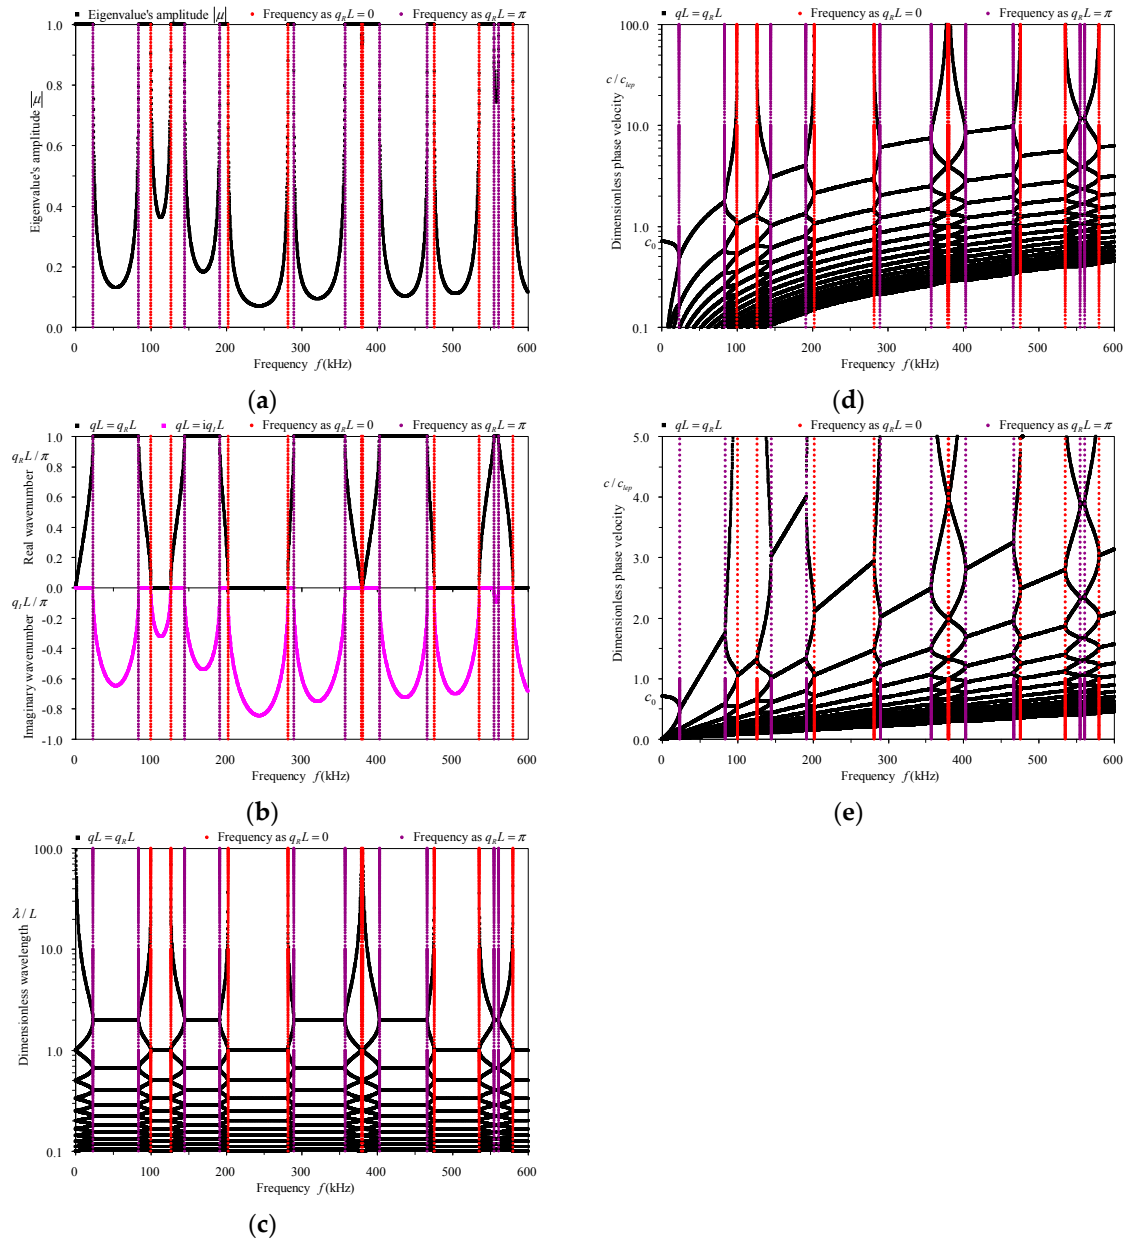 Eigenvalue's amplitude |μ| Frequency as q_R L = 0 Frequency as q_R L = π
1.0
0.8
0.6
0.4
0.2
0.0
Eigenvalue's amplitude |μ|
0 100 200 300 400 500 600
Frequency f (kHz)
(a)
qL = q_R L Frequency as q_R L = 0 Frequency as q_R L = π
100.0
c / c_lep
10.0
1.0
c_0
0.1
Dimensionless phase velocity
0 100 200 300 400 500 600
Frequency f (kHz)
(d)
qL = q_R L qL = iq_I L Frequency as q_R L = 0 Frequency as q_R L = π
1.0
q_R L / π
0.8
0.6
0.4
0.2
0.0
q_I L / π
-0.2
-0.4
-0.6
-0.8
-1.0
Real wavenumber
Imaginary wavenumber
0 100 200 300 400 500 600
Frequency f (kHz)
(b)
qL = q_R L Frequency as q_R L = 0 Frequency as q_R L = π
5.0
c / c_lep
4.0
3.0
2.0
1.0
c_0
0.0
Dimensionless phase velocity
0 100 200 300 400 500 600
Frequency f (kHz)
(e)
qL = q_R L Frequency as q_R L = 0 Frequency as q_R L = π
100.0
λ / L
10.0
1.0
0.1
Dimensionless wavelength
0 100 200 300 400 500 600
Frequency f (kHz)
(c)